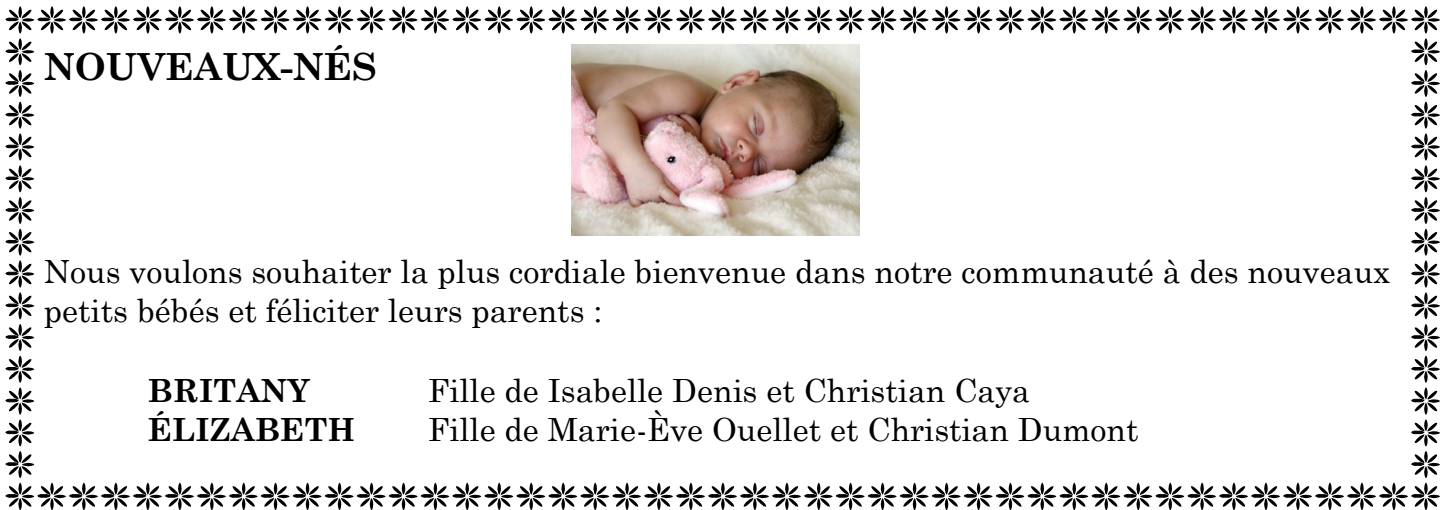 NOUVEAUX-NÉS
Nous voulons souhaiter la plus cordiale bienvenue dans notre communauté à des nouveaux
petits bébés et féliciter leurs parents :
BRITANY Fille de Isabelle Denis et Christian Caya
ÉLIZABETH Fille de Marie-Ève Ouellet et Christian Dumont